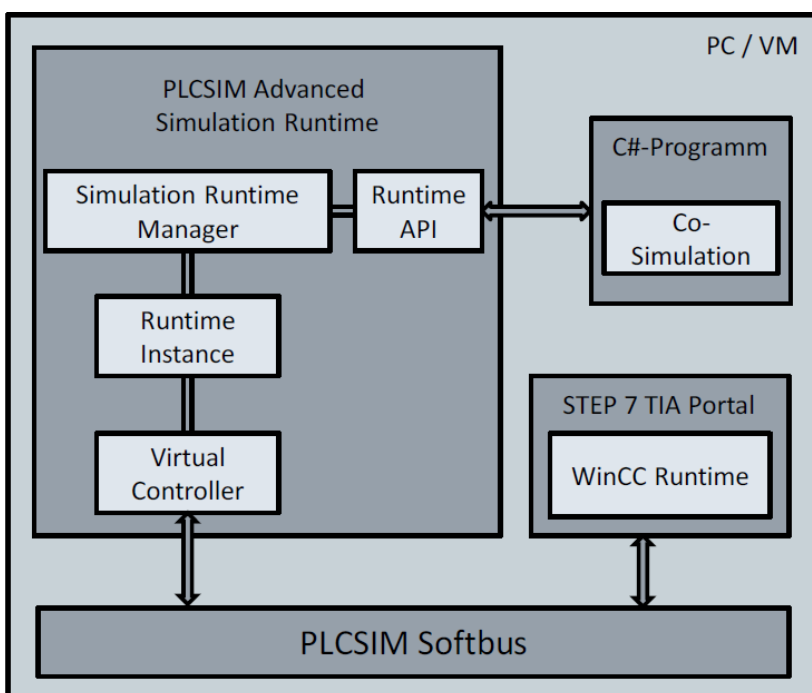 PC / VM
PLCSIM Advanced
Simulation Runtime
Simulation Runtime
Manager
Runtime
API
C#-Programm
Co-
Simulation
Runtime
Instance
Virtual
Controller
STEP 7 TIA Portal
WinCC Runtime
PLCSIM Softbus